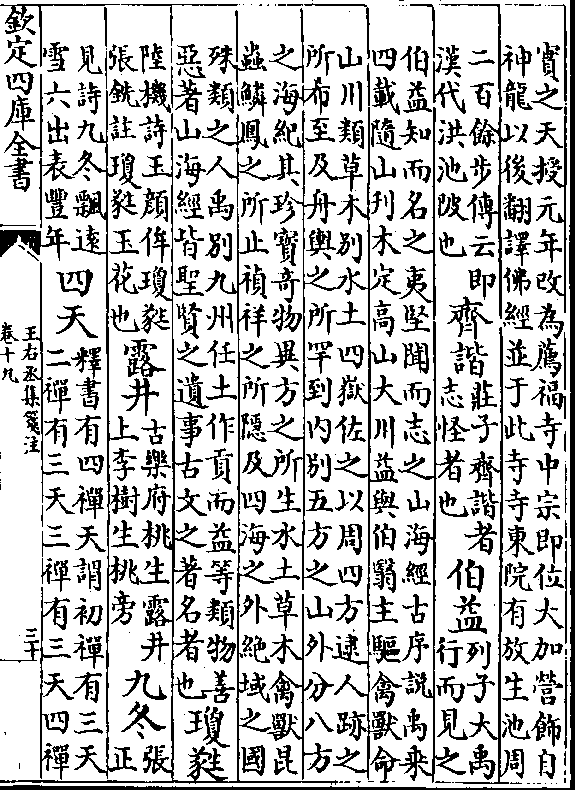 實之天授元年改為薦福寺中宗即位大加營飾自
神龍以後翻譯佛經並于此寺寺東院有放生池周
二百餘步傳云即
漢代洪池陂也
齊諧
莊子齊諧者
志怪者也
伯益
列子大禹
行而見之
伯益知而名之夷堅聞而志之山海經古序說禹乘
四載隨山刋木定高山大川益與伯翳主驅禽獸命
山川類草木别水土四嶽佐之以周四方逮人跡之
所布至及舟輿之所罕到内别五方之山外分八方
之海紀其珍寶奇物異方之所生水土草木禽獸昆
蟲鱗鳳之所止禎祥之所隱及四海之外絶域之國
殊類之人禹别九州任土作貢而益等類物善
惡著山海經皆聖賢之遺事古文之著名者也
瓊蕤
陸機詩玉顔侔瓊蕤
張銑註瓊蕤玉花也
露井
古樂府桃生露井
上李樹生桃旁
九冬
張
正
見詩九冬飄逺
雪六出表豐年
四天
釋書有四禪天謂初禪有三天
二禪有三天三禪有三天四禪
欽定四庫全書
王右丞集箋注
卷十九
三十